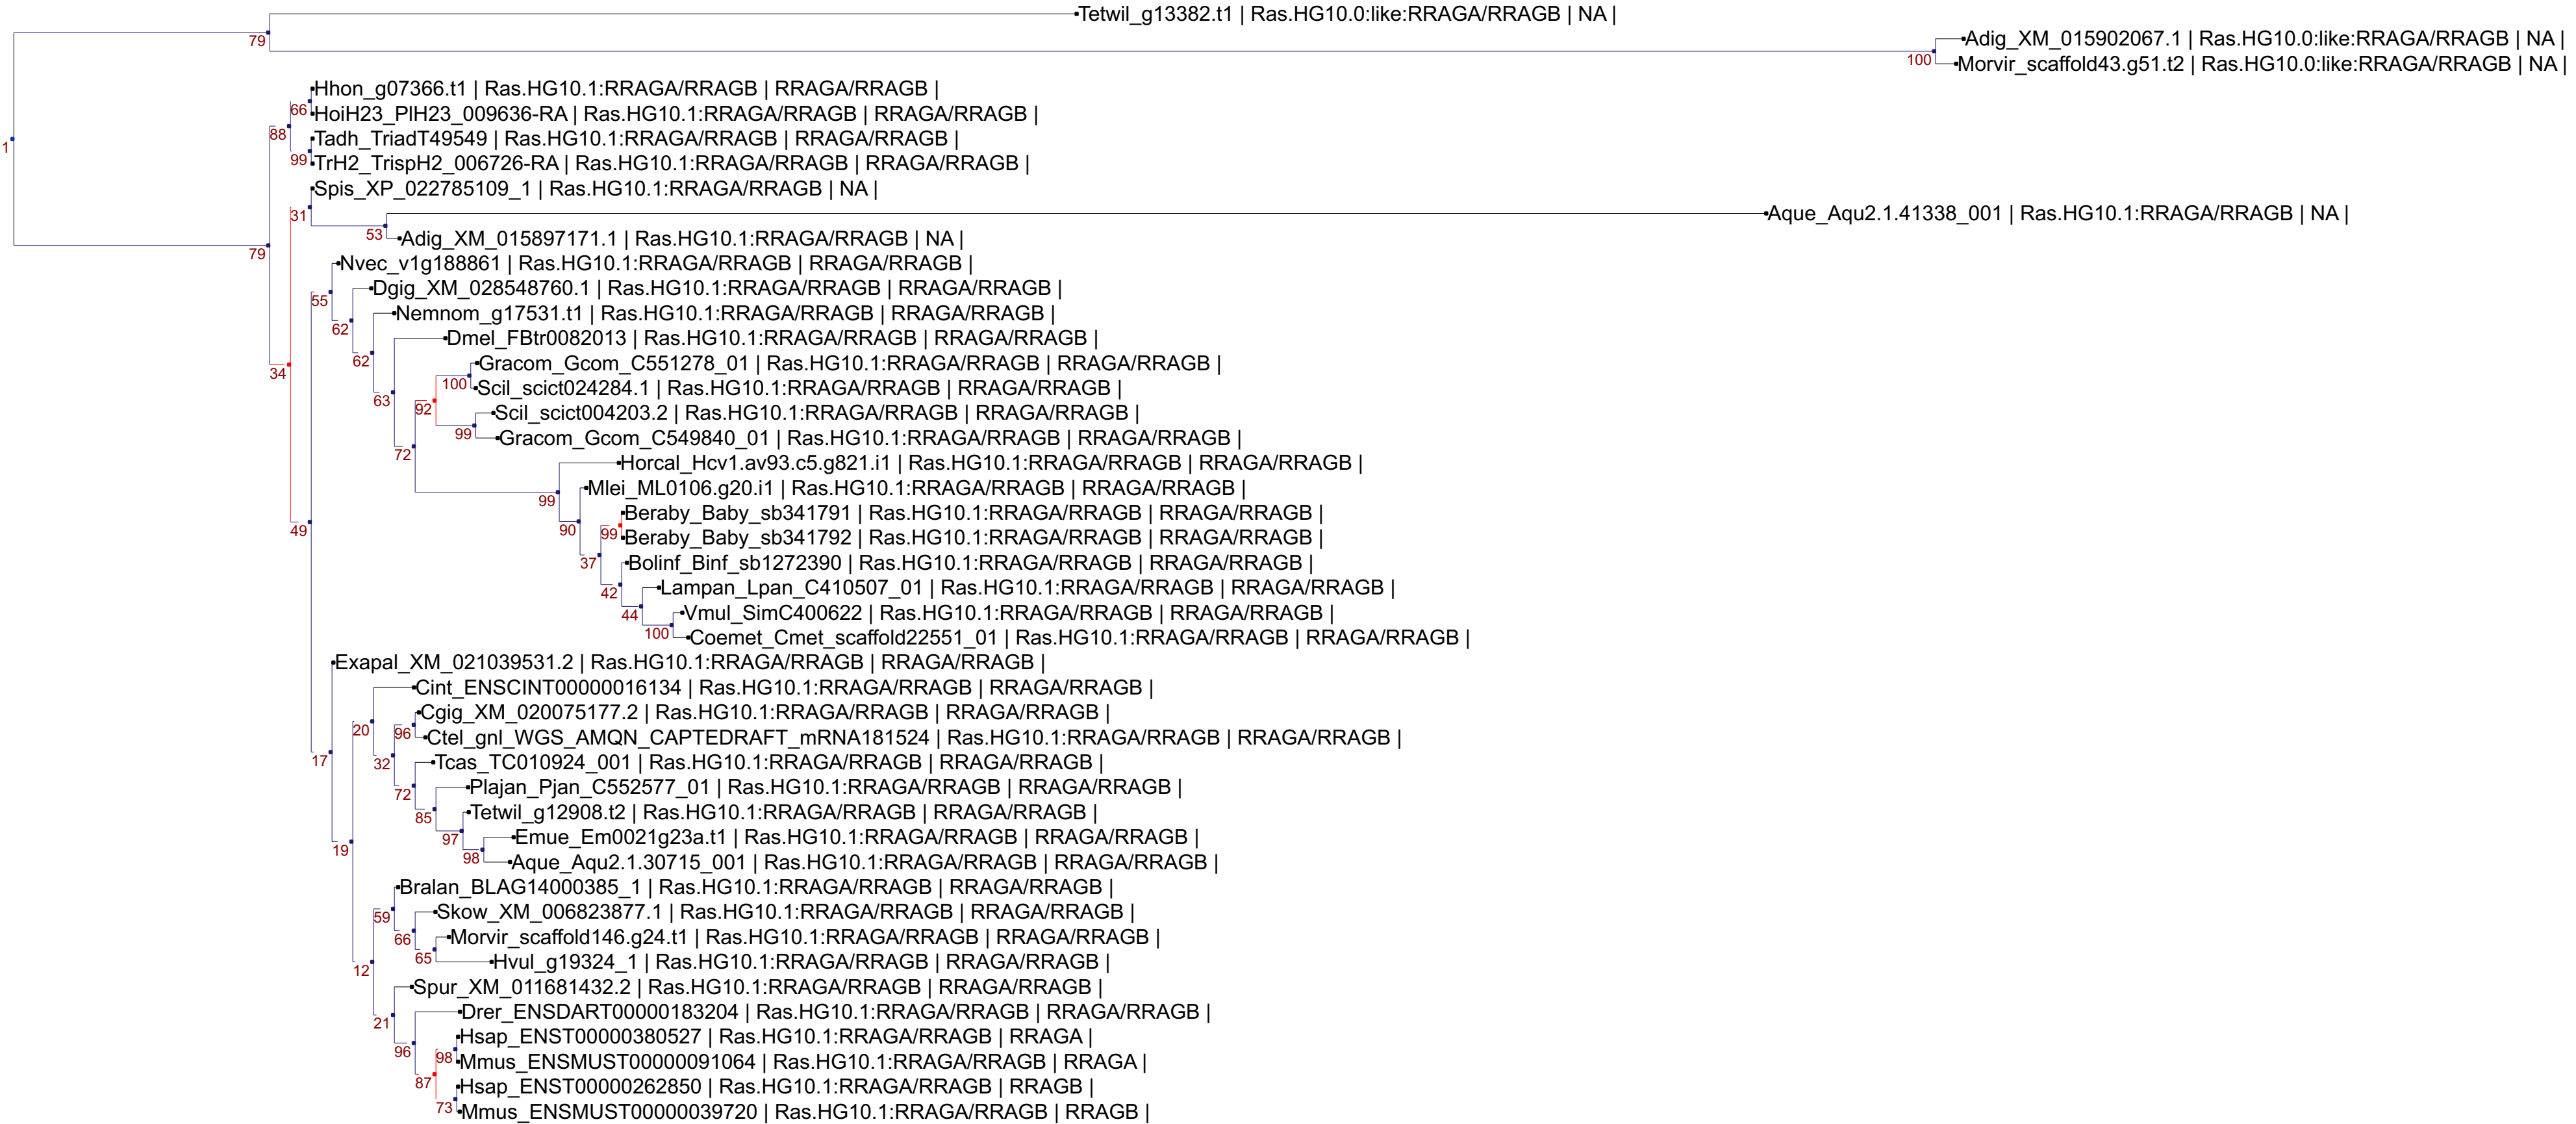 Tetwil_g13382.t1 | Ras.HG10.0:like:RRAGA/RRAGB | NA |
79
Adig_XM_015902067.1 | Ras.HG10.0:like:RRAGA/RRAGB | NA |
100
Morvir_scaffold43.g51.t2 | Ras.HG10.0:like:RRAGA/RRAGB | NA |
Hhon_g07366.t1 | Ras.HG10.1:RRAGA/RRAGB | RRAGA/RRAGB |
66
HoiH23_PlH23_009636-RA | Ras.HG10.1:RRAGA/RRAGB | RRAGA/RRAGB |
88
Tadh_TriadT49549 | Ras.HG10.1:RRAGA/RRAGB | RRAGA/RRAGB |
1
99
TrH2_TrispH2_006726-RA | Ras.HG10.1:RRAGA/RRAGB | RRAGA/RRAGB |
Spis_XP_022785109_1 | Ras.HG10.1:RRAGA/RRAGB | NA |
31
Aque_Aqu2.1.41338_001 | Ras.HG10.1:RRAGA/RRAGB | NA |
53
Adig_XM_015897171.1 | Ras.HG10.1:RRAGA/RRAGB | NA |
79
Nvec_v1g188861 | Ras.HG10.1:RRAGA/RRAGB | RRAGA/RRAGB |
Dgig_XM_028548760.1 | Ras.HG10.1:RRAGA/RRAGB | RRAGA/RRAGB |
55
Nemnom_g17531.t1 | Ras.HG10.1:RRAGA/RRAGB | RRAGA/RRAGB |
62
Dmel_FBtr0082013 | Ras.HG10.1:RRAGA/RRAGB | RRAGA/RRAGB |
62
Gracom_Gcom_C551278_01 | Ras.HG10.1:RRAGA/RRAGB | RRAGA/RRAGB |
34
100
Scil_scict024284.1 | Ras.HG10.1:RRAGA/RRAGB | RRAGA/RRAGB |
63
92
Scil_scict004203.2 | Ras.HG10.1:RRAGA/RRAGB | RRAGA/RRAGB |
99
Gracom_Gcom_C549840_01 | Ras.HG10.1:RRAGA/RRAGB | RRAGA/RRAGB |
72
Horcal_Hcv1.av93.c5.g821.i1 | Ras.HG10.1:RRAGA/RRAGB | RRAGA/RRAGB |
Mlei_ML0106.g20.i1 | Ras.HG10.1:RRAGA/RRAGB | RRAGA/RRAGB |
99
Beraby_Baby_sb341791 | Ras.HG10.1:RRAGA/RRAGB | RRAGA/RRAGB |
49
90
99
Beraby_Baby_sb341792 | Ras.HG10.1:RRAGA/RRAGB | RRAGA/RRAGB |
37
Bolinf_Binf_sb1272390 | Ras.HG10.1:RRAGA/RRAGB | RRAGA/RRAGB |
Lampan_Lpan_C410507_01 | Ras.HG10.1:RRAGA/RRAGB | RRAGA/RRAGB |
42
Vmul_SimC400622 | Ras.HG10.1:RRAGA/RRAGB | RRAGA/RRAGB |
44
100
Coemet_Cmet_scaffold22551_01 | Ras.HG10.1:RRAGA/RRAGB | RRAGA/RRAGB |
Exapal_XM_021039531.2 | Ras.HG10.1:RRAGA/RRAGB | RRAGA/RRAGB |
Cint_ENSCINT00000016134 | Ras.HG10.1:RRAGA/RRAGB | RRAGA/RRAGB |
Cgig_XM_020075177.2 | Ras.HG10.1:RRAGA/RRAGB | RRAGA/RRAGB |
20
96
Ctel_gnl_WGS_AMQN_CAPTEDRAFT_mRNA181524 | Ras.HG10.1:RRAGA/RRAGB | RRAGA/RRAGB |
17
32
Tcas_TC010924_001 | Ras.HG10.1:RRAGA/RRAGB | RRAGA/RRAGB |
Plajan_Pjan_C552577_01 | Ras.HG10.1:RRAGA/RRAGB | RRAGA/RRAGB |
72
Tetwil_g12908.t2 | Ras.HG10.1:RRAGA/RRAGB | RRAGA/RRAGB |
85
Emue_Em0021g23a.t1 | Ras.HG10.1:RRAGA/RRAGB | RRAGA/RRAGB |
97
19
98
Aque_Aqu2.1.30715_001 | Ras.HG10.1:RRAGA/RRAGB | RRAGA/RRAGB |
Bralan_BLAG14000385_1 | Ras.HG10.1:RRAGA/RRAGB | RRAGA/RRAGB |
59
Skow_XM_006823877.1 | Ras.HG10.1:RRAGA/RRAGB | RRAGA/RRAGB |
66
Morvir_scaffold146.g24.t1 | Ras.HG10.1:RRAGA/RRAGB | RRAGA/RRAGB |
65
12
Hvul_g19324_1 | Ras.HG10.1:RRAGA/RRAGB | RRAGA/RRAGB |
Spur_XM_011681432.2 | Ras.HG10.1:RRAGA/RRAGB | RRAGA/RRAGB |
Drer_ENSDART00000183204 | Ras.HG10.1:RRAGA/RRAGB | RRAGA/RRAGB |
21
Hsap_ENST00000380527 | Ras.HG10.1:RRAGA/RRAGB | RRAGA |
96
98
Mmus_ENSMUST00000091064 | Ras.HG10.1:RRAGA/RRAGB | RRAGA |
87
Hsap_ENST00000262850 | Ras.HG10.1:RRAGA/RRAGB | RRAGB |
73
Mmus_ENSMUST00000039720 | Ras.HG10.1:RRAGA/RRAGB | RRAGB |